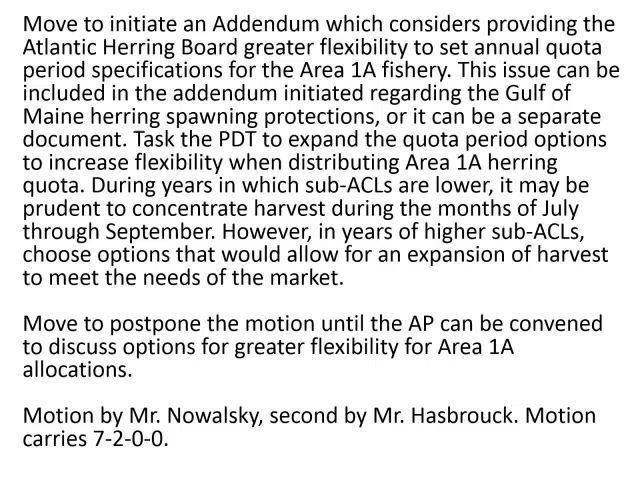 Move to initiate an Addendum which considers providing the
Atlantic Herring Board greater flexibility to set annual quota
period specifications for the Area 1A fishery. This issue can be
included in the addendum initiated regarding the Gulf of
Maine herring spawning protections, or it can be a separate
document. Task the PDT to expand the quota period options
to increase flexibility when distributing Area 1A herring
quota. During years in which sub-ACLs are lower, it may be
prudent to concentrate harvest during the months of July
through September. However, in years of higher sub-ACLs,
choose options that would allow for an expansion of harvest
to meet the needs of the market.
Move to postpone the motion until the AP can be convened
to discuss options for greater flexibility for Area 1A
allocations.
Motion by Mr. Nowalsky, second by Mr. Hasbrouck. Motion
carries 7-2-0-0.